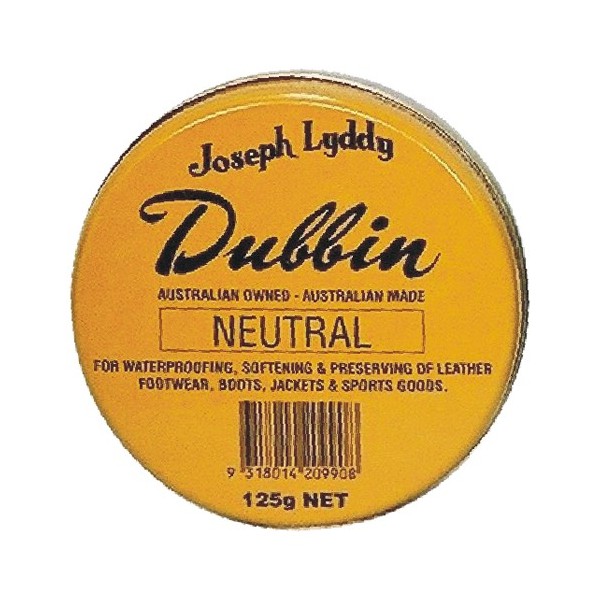 Joseph Lyddy
Dubbin
AUSTRALIAN OWNED - AUSTRALIAN MADE
NEUTRAL
FOR WATERPROOFING, SOFTENING & PRESERVING OF LEATHER
FOOTWEAR, BOOTS, JACKETS & SPORTS GOODS.
9 318014 209908
125g NET